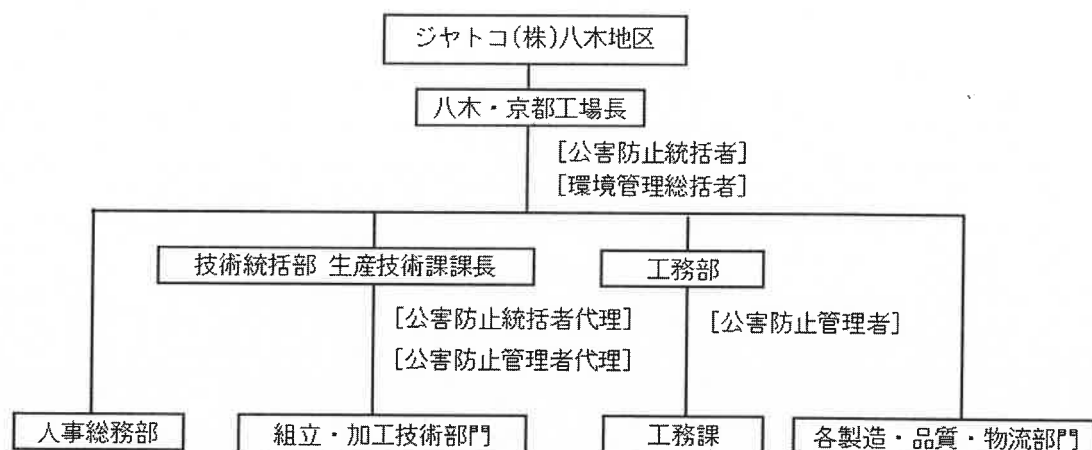 ジヤトコ(株)八木地区
八木・京都工場長
[公害防止統括者]
[環境管理総括者]
技術統括部 生産技術課課長
工務部
[公害防止統括者代理]
[公害防止管理者]
[公害防止管理者代理]
人事総務部
組立・加工技術部門
工務課
各製造・品質・物流部門